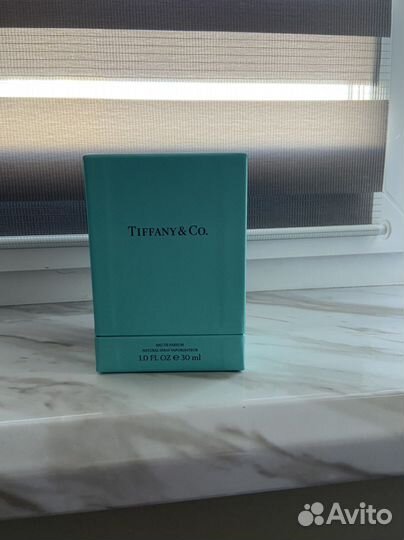 TIFFANY & CO.
EAU DE PARFUM
NATURAL SPRAY VAPORISATEUR
1.0 FL OZ ℮ 30 ml
Avito